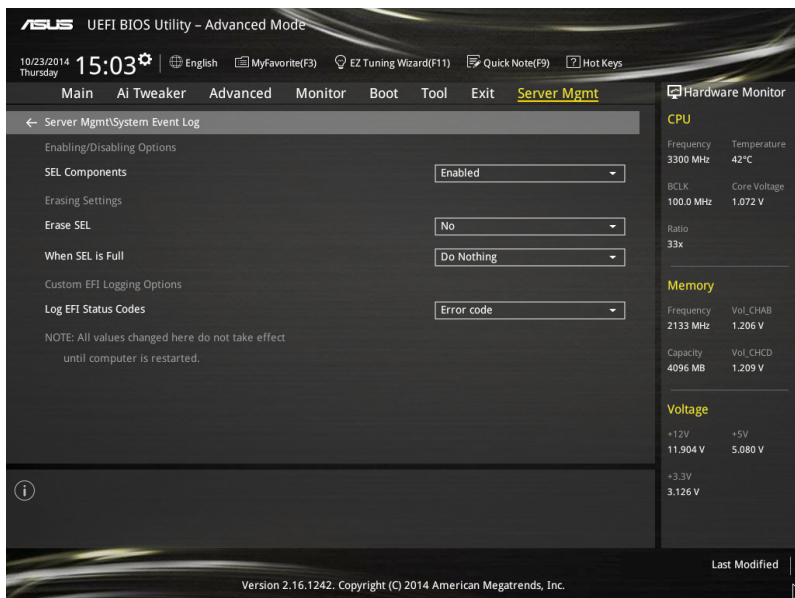 ASUS UEFI BIOS Utility – Advanced Mode
10/23/2014
Thursday
15:03
English
MyFavorite(F3)
EZ Tuning Wizard(F11)
Quick Note(F9)
? Hot Keys
Main Ai Tweaker Advanced Monitor Boot Tool Exit Server Mgmt
← Server Mgmt\System Event Log
Enabling/Disabling Options
SEL Components Enabled
Erasing Settings
Erase SEL No
When SEL is Full Do Nothing
Custom EFI Logging Options
Log EFI Status Codes Error code
NOTE: All values changed here do not take effect
until computer is restarted.
Hardware Monitor
CPU
Frequency Temperature
3300 MHz 42°C
BCLK Core Voltage
100.0 MHz 1.072 V
Ratio
33x
Memory
Frequency Vol_CHAB
2133 MHz 1.206 V
Capacity Vol_CHCD
4096 MB 1.209 V
Voltage
+12V +5V
11.904 V 5.080 V
+3.3V
3.126 V
Last Modified
Version 2.16.1242. Copyright (C) 2014 American Megatrends, Inc.